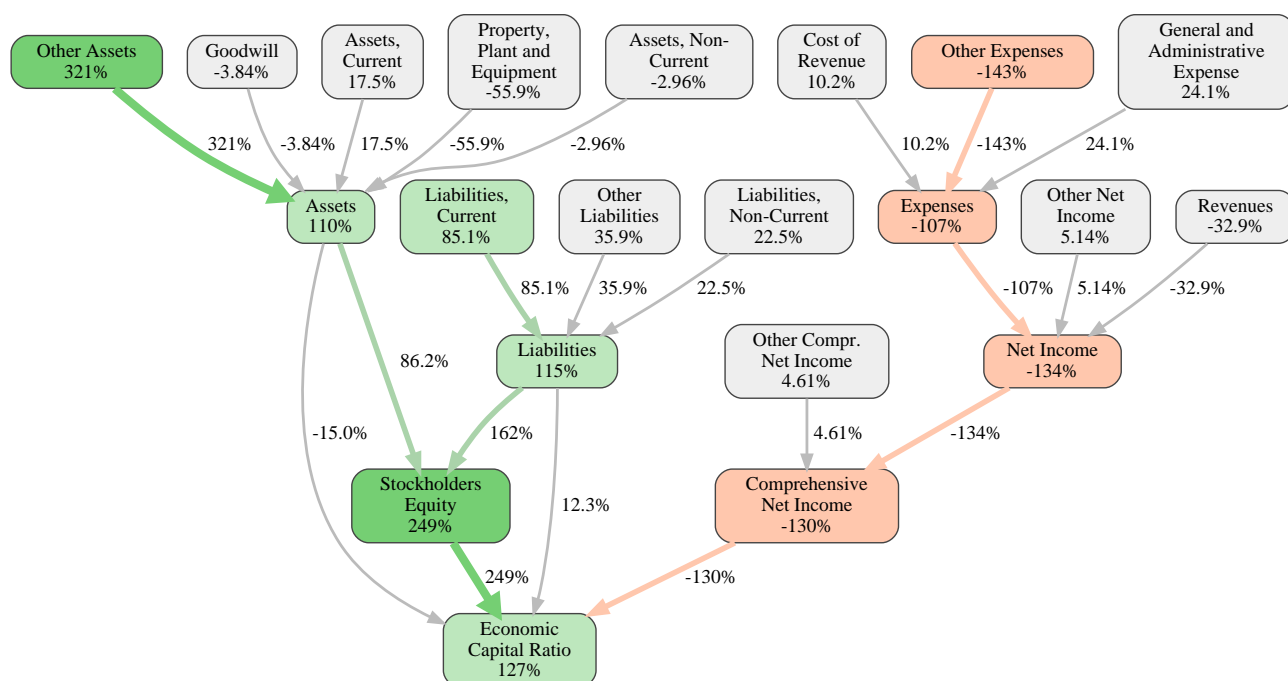 Other Assets
321%
Goodwill
-3.84%
Assets,
Current
17.5%
Property,
Plant and
Equipment
-55.9%
Assets, Non-
Current
-2.96%
Cost of
Revenue
10.2%
Other Expenses
-143%
General and
Administrative
Expense
24.1%
321%
-3.84%
17.5%
-55.9%
-2.96%
10.2%
-143%
24.1%
Assets
110%
Liabilities,
Current
85.1%
Other
Liabilities
35.9%
Liabilities,
Non-Current
22.5%
Expenses
-107%
Other Net
Income
5.14%
Revenues
-32.9%
85.1%
35.9%
22.5%
-107%
5.14%
-32.9%
86.2%
Liabilities
115%
Other Compr.
Net Income
4.61%
Net Income
-134%
-15.0%
162%
4.61%
-134%
Stockholders
Equity
249%
12.3%
Comprehensive
Net Income
-130%
249%
-130%
Economic
Capital Ratio
127%